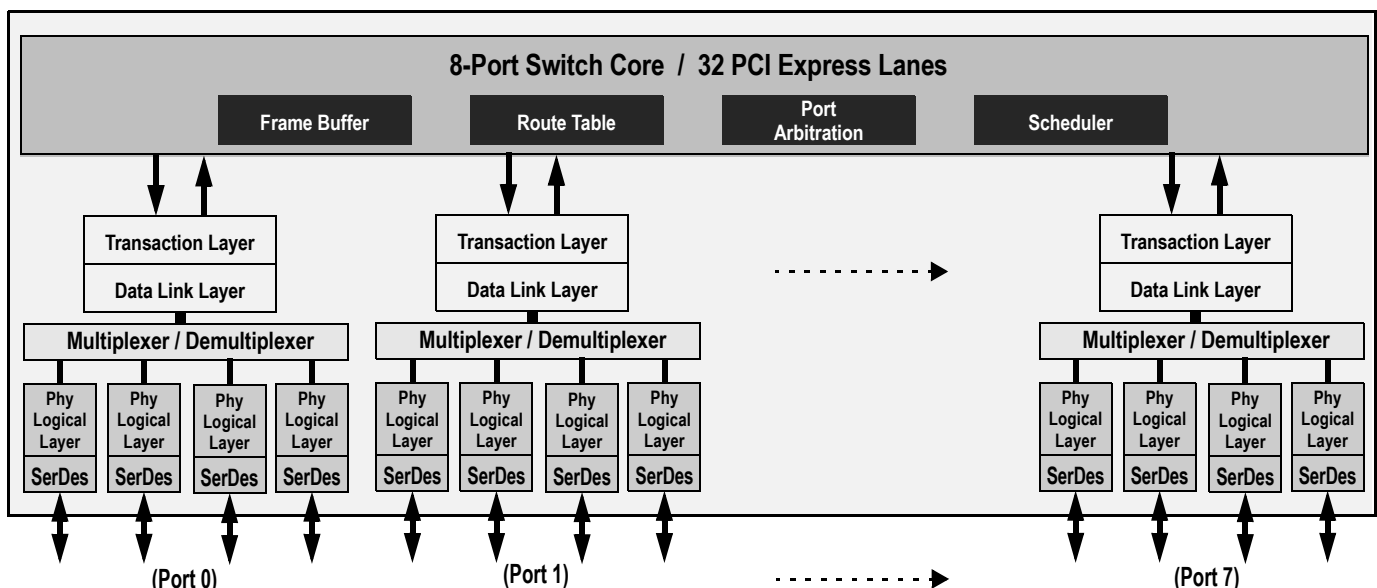 8-Port Switch Core / 32 PCI Express Lanes
Frame Buffer
Route Table
Port
Arbitration
Scheduler
Transaction Layer
Data Link Layer
Multiplexer / Demultiplexer
Phy
Logical
Layer
SerDes
Phy
Logical
Layer
SerDes
Phy
Logical
Layer
SerDes
Phy
Logical
Layer
SerDes
(Port 0)
Transaction Layer
Data Link Layer
Multiplexer / Demultiplexer
Phy
Logical
Layer
SerDes
Phy
Logical
Layer
SerDes
Phy
Logical
Layer
SerDes
Phy
Logical
Layer
SerDes
(Port 1)
Transaction Layer
Data Link Layer
Multiplexer / Demultiplexer
Phy
Logical
Layer
SerDes
Phy
Logical
Layer
SerDes
Phy
Logical
Layer
SerDes
Phy
Logical
Layer
SerDes
(Port 7)